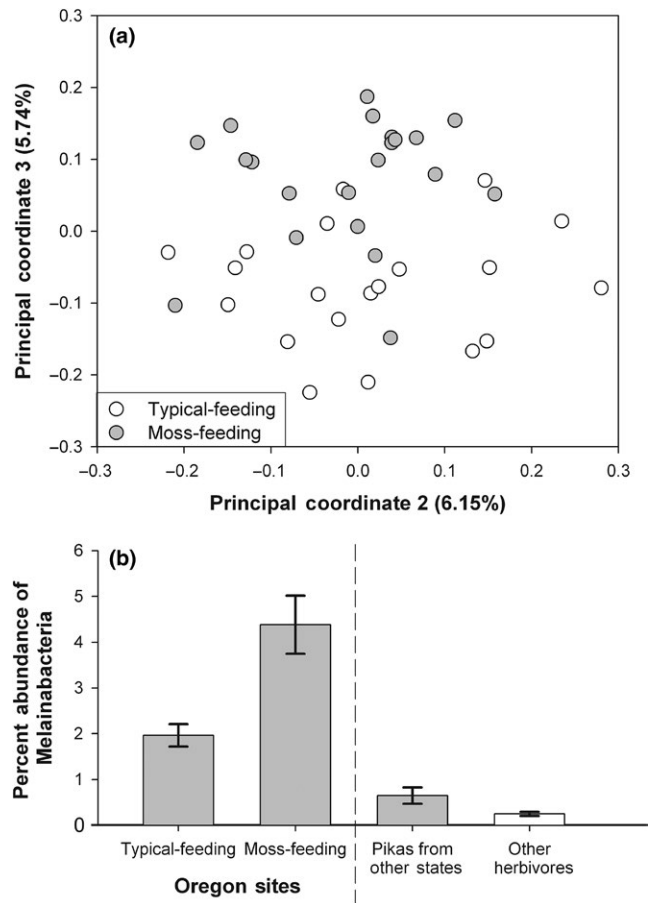 (a)
Principal coordinate 3 (5.74%)
0.3
0.2
0.1
0.0
−0.1
−0.2
−0.3
Typical-feeding
Moss-feeding
−0.3
−0.2
−0.1
0.0
0.1
0.2
0.3
Principal coordinate 2 (6.15%)
(b)
Percent abundance of
Melainabacteria
6
5
4
3
2
1
0
Typical-feeding
Moss-feeding
Pikas from
other states
Other
herbivores
Oregon sites